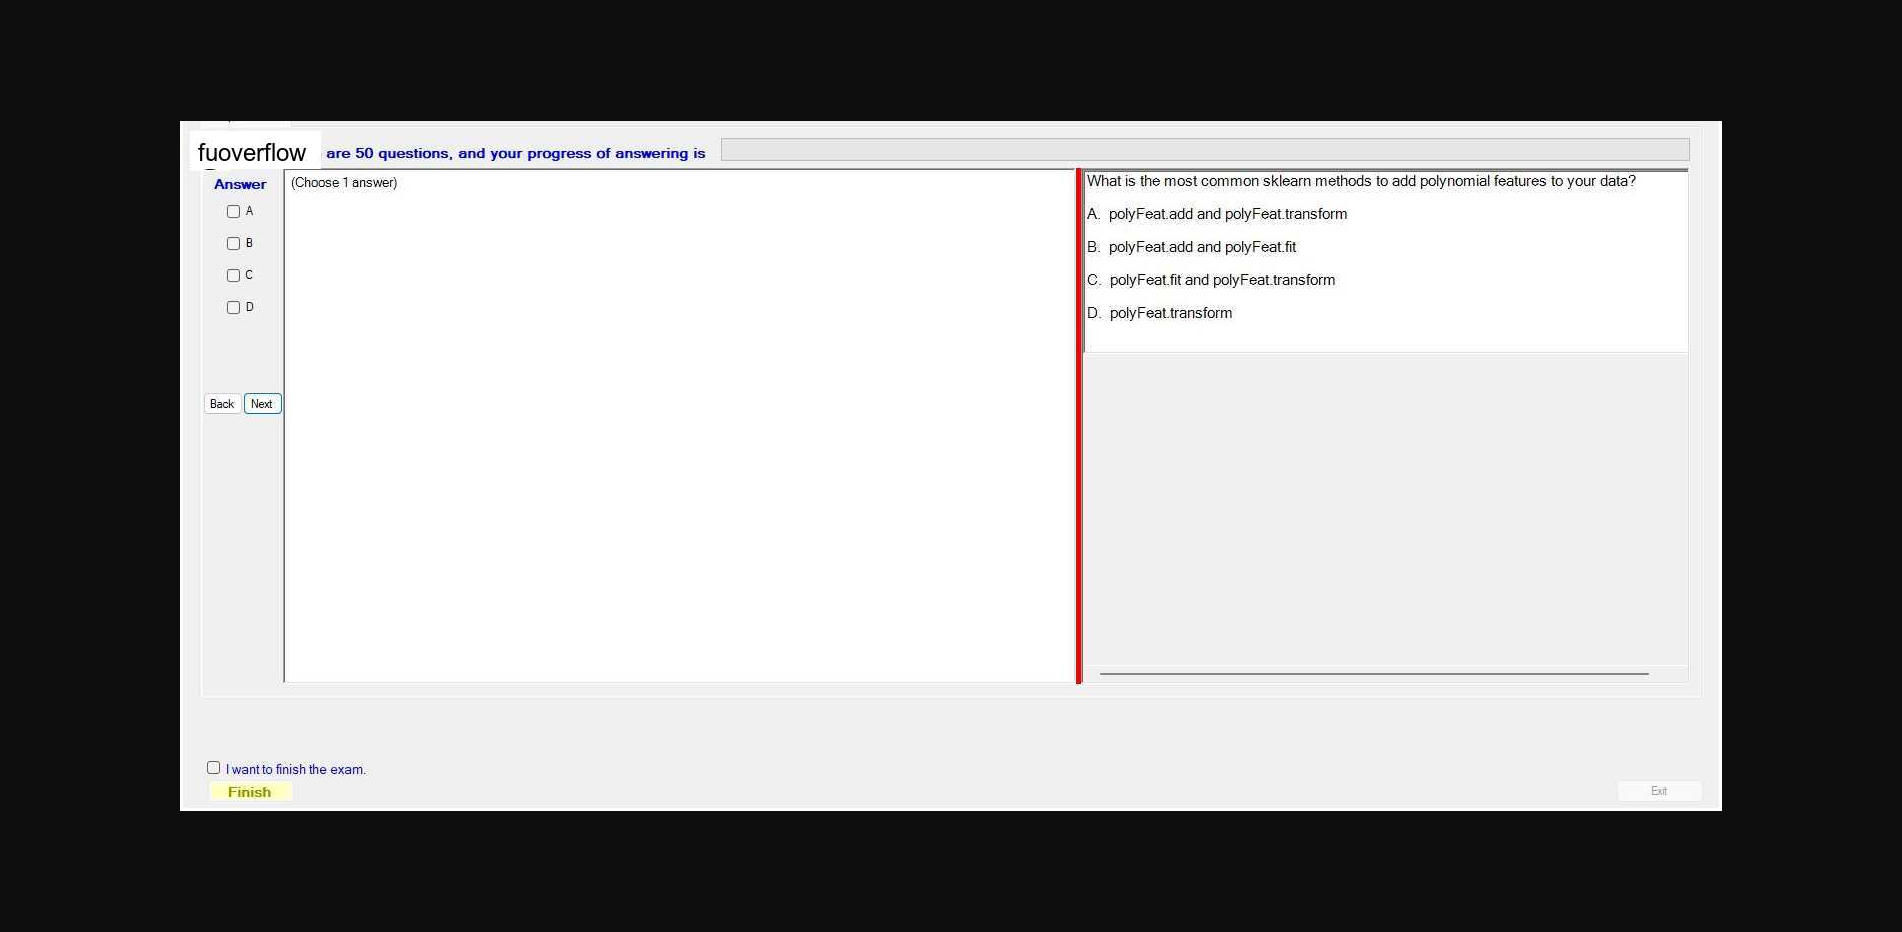 fuoverflow are 50 questions, and your progress of answering is
Answer
A
B
C
D
Back Next
(Choose 1 answer)
What is the most common sklearn methods to add polynomial features to your data?
A. polyFeat.add and polyFeat.transform
B. polyFeat.add and polyFeat.fit
C. polyFeat.fit and polyFeat.transform
D. polyFeat.transform
I want to finish the exam.
Finish
Exit